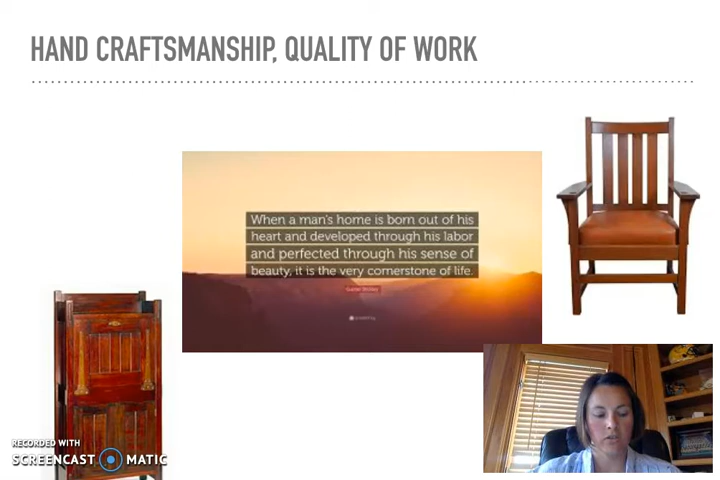 HAND CRAFTSMANSHIP, QUALITY OF WORK
When a man's home is born out of his
heart and developed through his labor
and perfected through his sense of
beauty, it is the very cornerstone of life.
RECORDED WITH
SCREENCAST MATIC